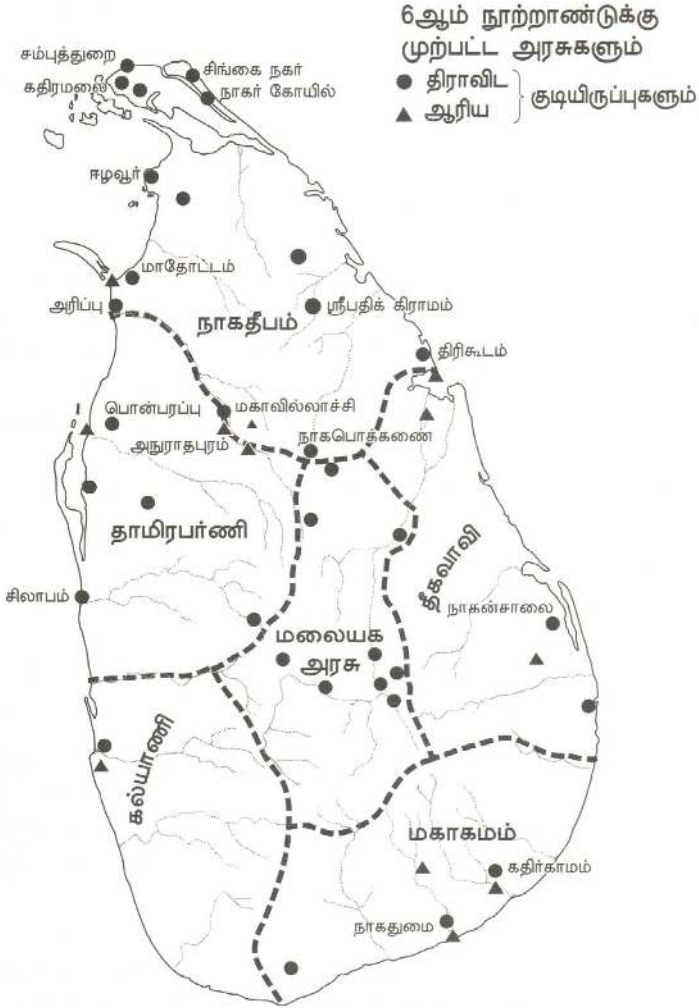 6ஆம் நூற்றாண்டுக்கு
முற்பட்ட அரசுகளும்
திராவிட
ஆரிய
குடியிருப்புகளும்
சம்புத்துறை
சிங்கை நகர்
கதிரமலை
நாகர் கோயில்
ஈழவூர்
மாதோட்டம்
அரிப்பு
ஸ்ரீபதிக் கிராமம்
நாகதீபம்
திரிகூடம்
பொன்பரப்பு
மகாவில்லாச்சி
அநுராதபுரம்
நாகபொக்கணை
தாமிரபர்ணி
தீகவாவி
சிலாபம்
நாகன்சாலை
மலையக
அரசு
கல்யாணி
மகாகமம்
கதிர்காமம்
நாகதுமை